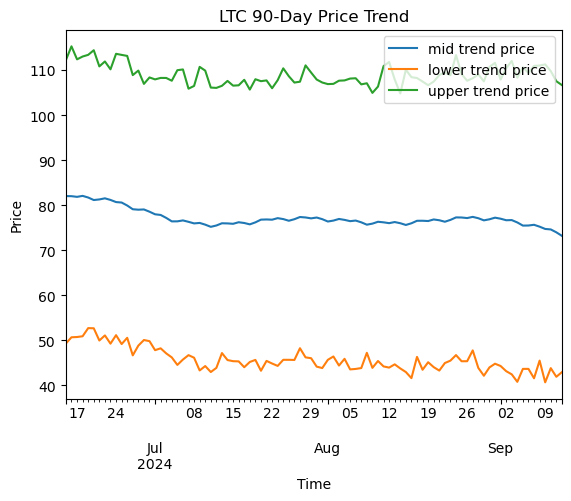 LTC 90-Day Price Trend
mid trend price
lower trend price
upper trend price
110
100
90
80
70
60
50
40
Price
17 24 08 15 22 29 05 12 19 26 02 09
Jul Aug Sep
2024
Time